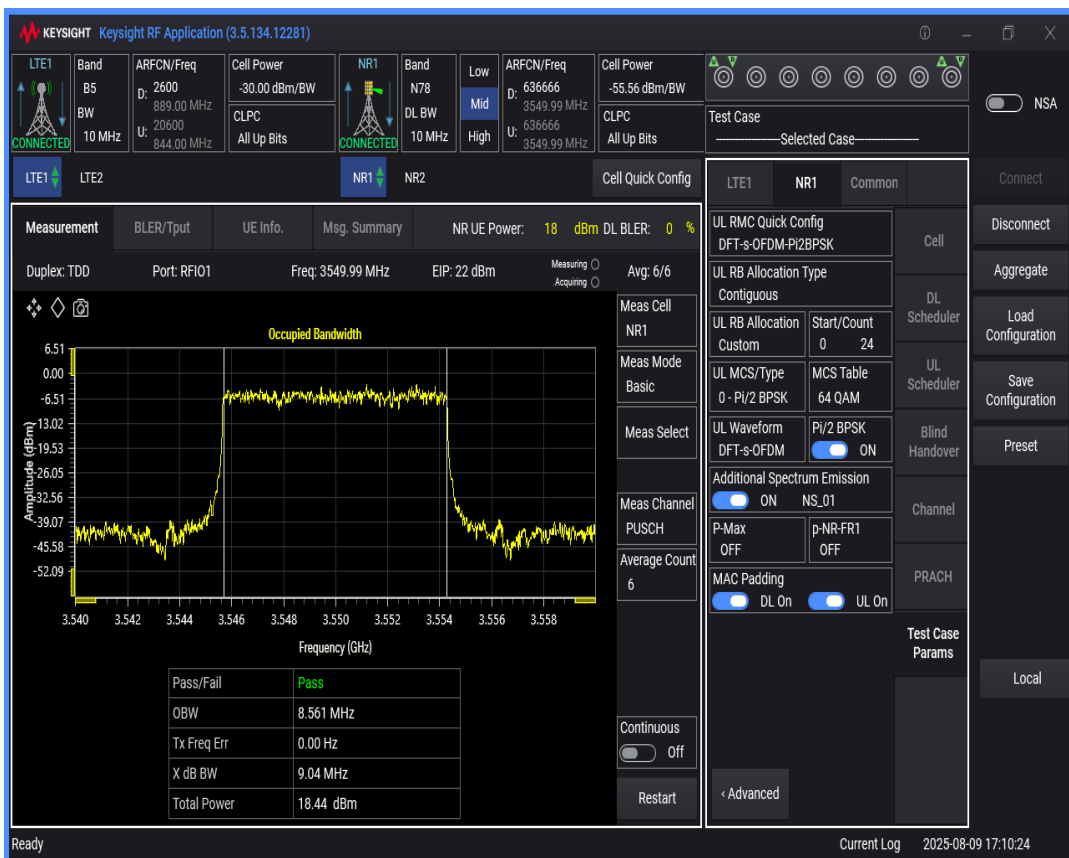 KEYSIGHT Keysight RF Application (3.5.134.12281)
LTE1
CONNECTED
Band
B5
BW
10 MHz
ARFCN/Freq
D: 2600
889.00 MHz
U: 20600
844.00 MHz
Cell Power
-30.00 dBm/BW
CLPC
All Up Bits
NR1
CONNECTED
Band
N78
DL BW
10 MHz
Low
Mid
High
ARFCN/Freq
D: 636666
3549.99 MHz
U: 636666
3549.99 MHz
Cell Power
-55.56 dBm/BW
CLPC
All Up Bits
Test Case
------------------Selected Case------------------
NSA
LTE1 LTE2 NR1 NR2 Cell Quick Config
Measurement BLER/Tput UE Info. Msg. Summary NR UE Power: 18 dBm DL BLER: 0 %
Duplex: TDD Port: RFIO1 Freq: 3549.99 MHz EIP: 22 dBm Measuring Avg: 6/6
Acquiring
Occupied Bandwidth
Amplitude (dBm)
6.51
0.00
-6.51
-13.02
-19.53
-26.05
-32.56
-39.07
-45.58
-52.09
3.540 3.542 3.544 3.546 3.548 3.550 3.552 3.554 3.556 3.558
Frequency (GHz)
Pass/Fail Pass
OBW 8.561 MHz
Tx Freq Err 0.00 Hz
X dB BW 9.04 MHz
Total Power 18.44 dBm
Meas Cell
NR1
Meas Mode
Basic
Meas Select
Meas Channel
PUSCH
Average Count
6
Continuous
Off
Restart
LTE1 NR1 Common
UL RMC Quick Config
DFT-s-OFDM-Pi2BPSK
UL RB Allocation Type
Contiguous
UL RB Allocation Start/Count
Custom 0 24
UL MCS/Type MCS Table
0 - Pi/2 BPSK 64 QAM
UL Waveform Pi/2 BPSK
DFT-s-OFDM ON
Additional Spectrum Emission
ON NS_01
P-Max p-NR-FR1
OFF OFF
MAC Padding
DL On UL On
‹ Advanced
Cell
DL
Scheduler
UL
Scheduler
Blind
Handover
Channel
PRACH
Test Case
Params
Connect
Disconnect
Aggregate
Load
Configuration
Save
Configuration
Preset
Local
Ready Current Log 2025-08-09 17:10:24